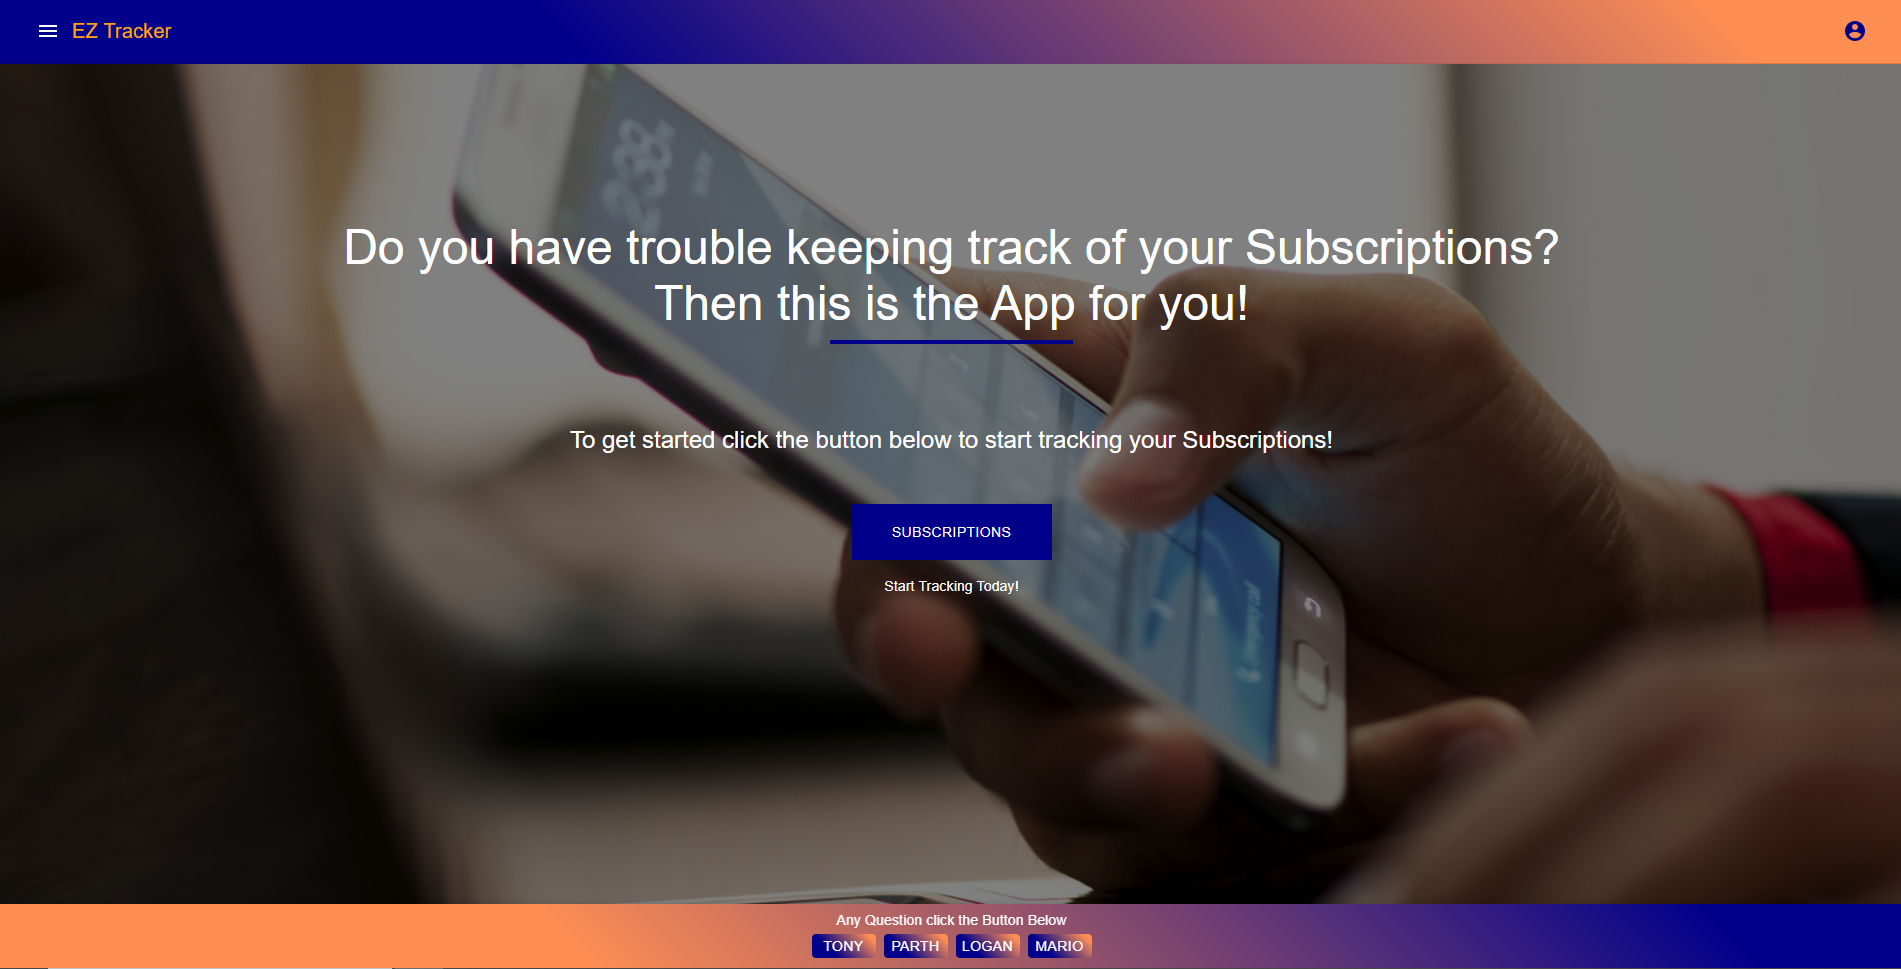 EZ Tracker
Do you have trouble keeping track of your Subscriptions?
Then this is the App for you!
To get started click the button below to start tracking your Subscriptions!
SUBSCRIPTIONS
Start Tracking Today!
Any Question click the Button Below
TONY PARTH LOGAN MARIO